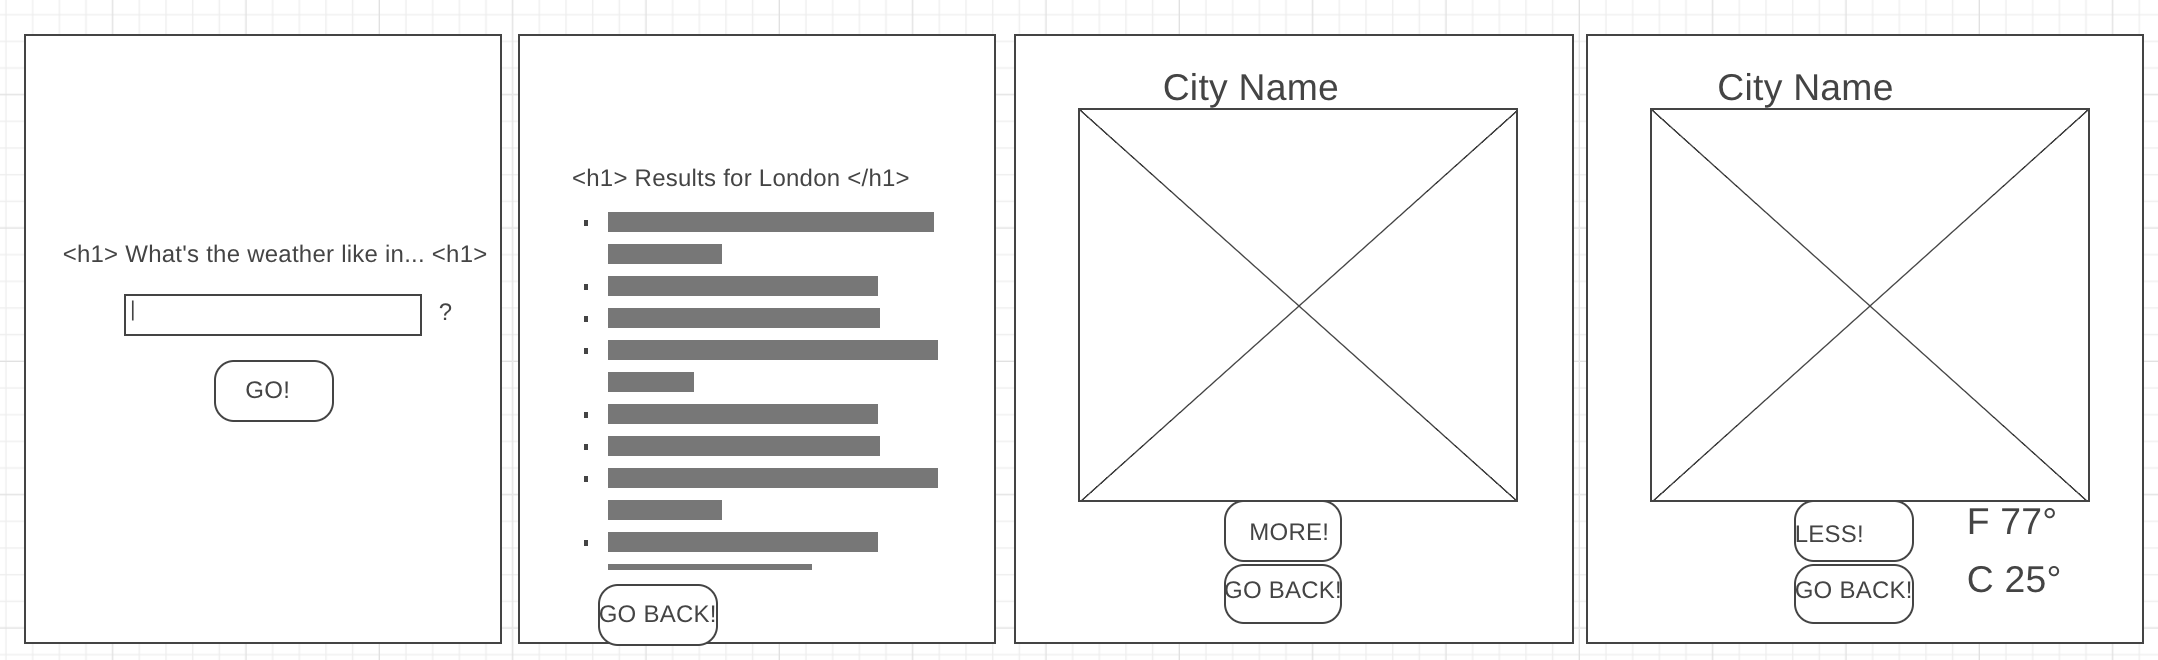 <h1> What's the weather like in... <h1>
?
GO!
<h1> Results for London </h1>
GO BACK!
City Name
MORE!
GO BACK!
City Name
LESS!
F 77°
GO BACK!
C 25°